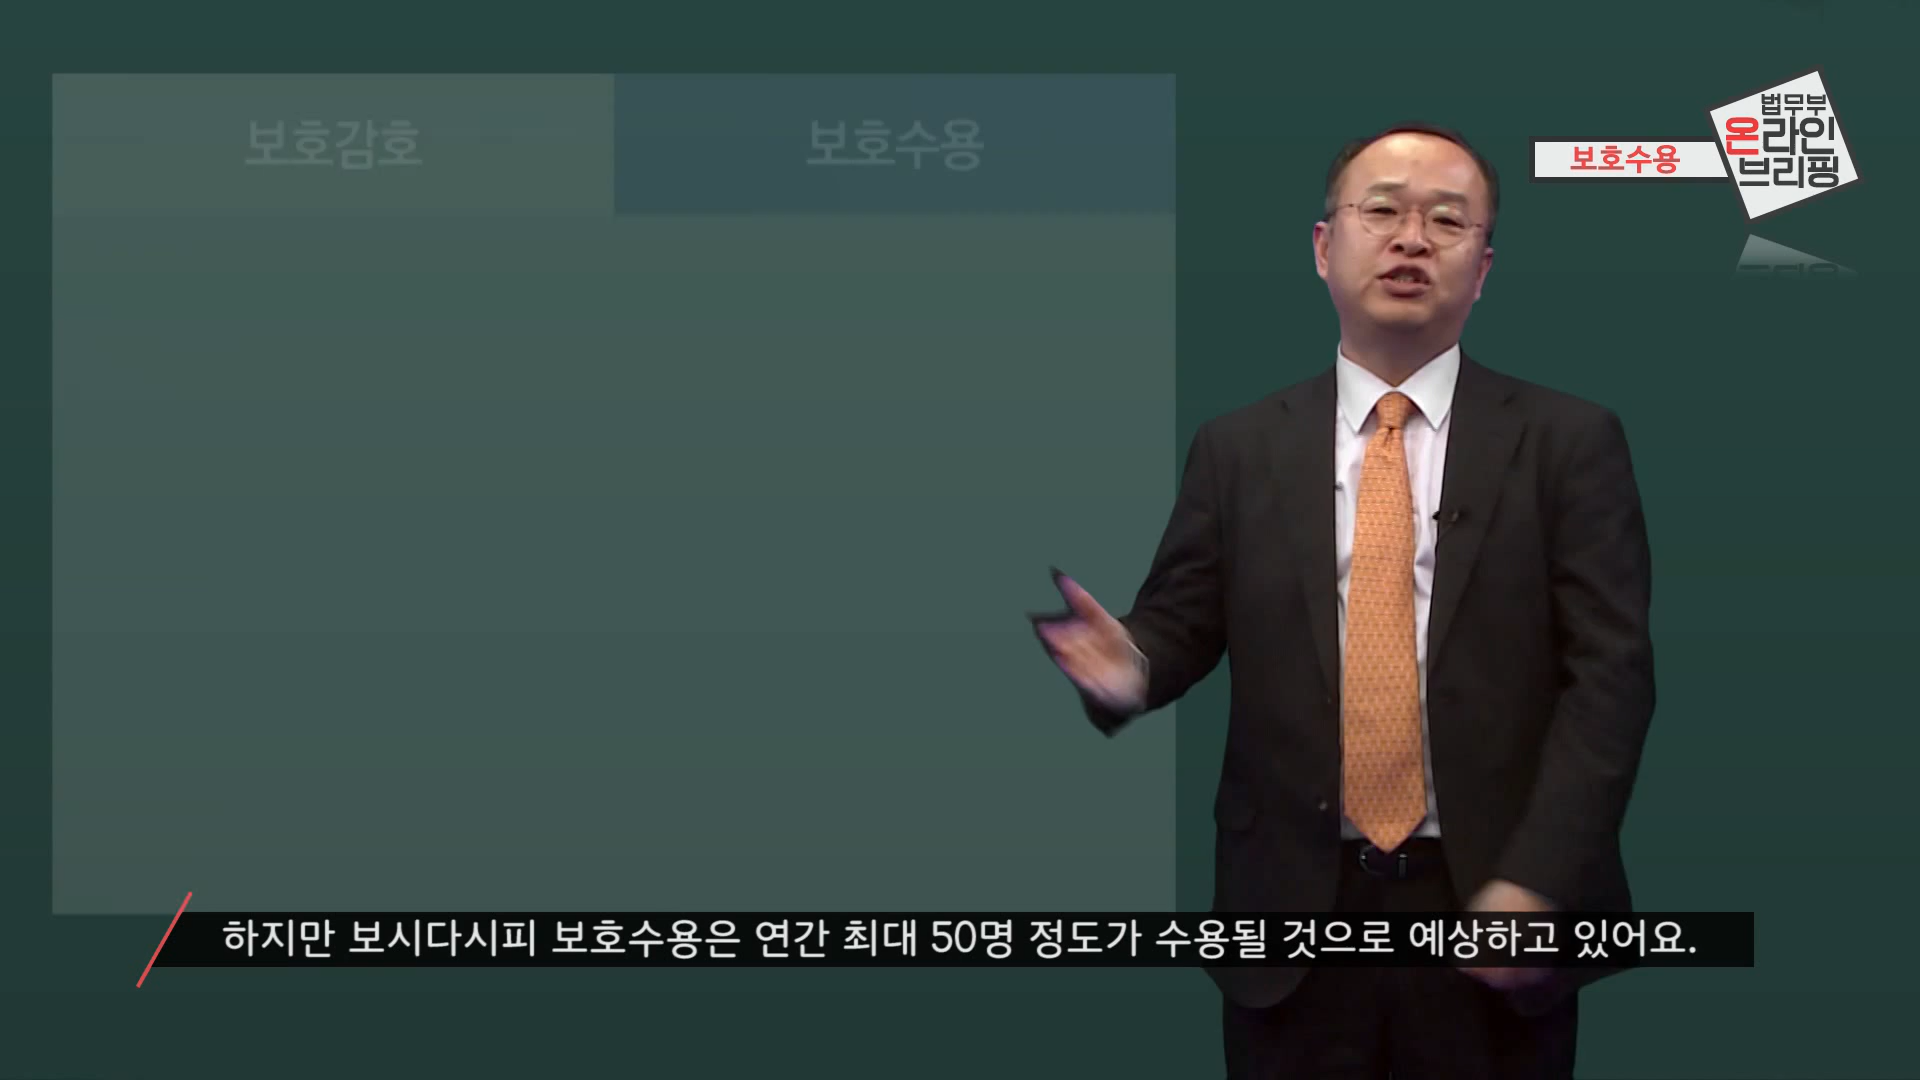 보호감호
보호수용
보호수용
법무부
온라인
브리핑
하지만 보시다시피 보호수용은 연간 최대 50명 정도가 수용될 것으로 예상하고 있어요.